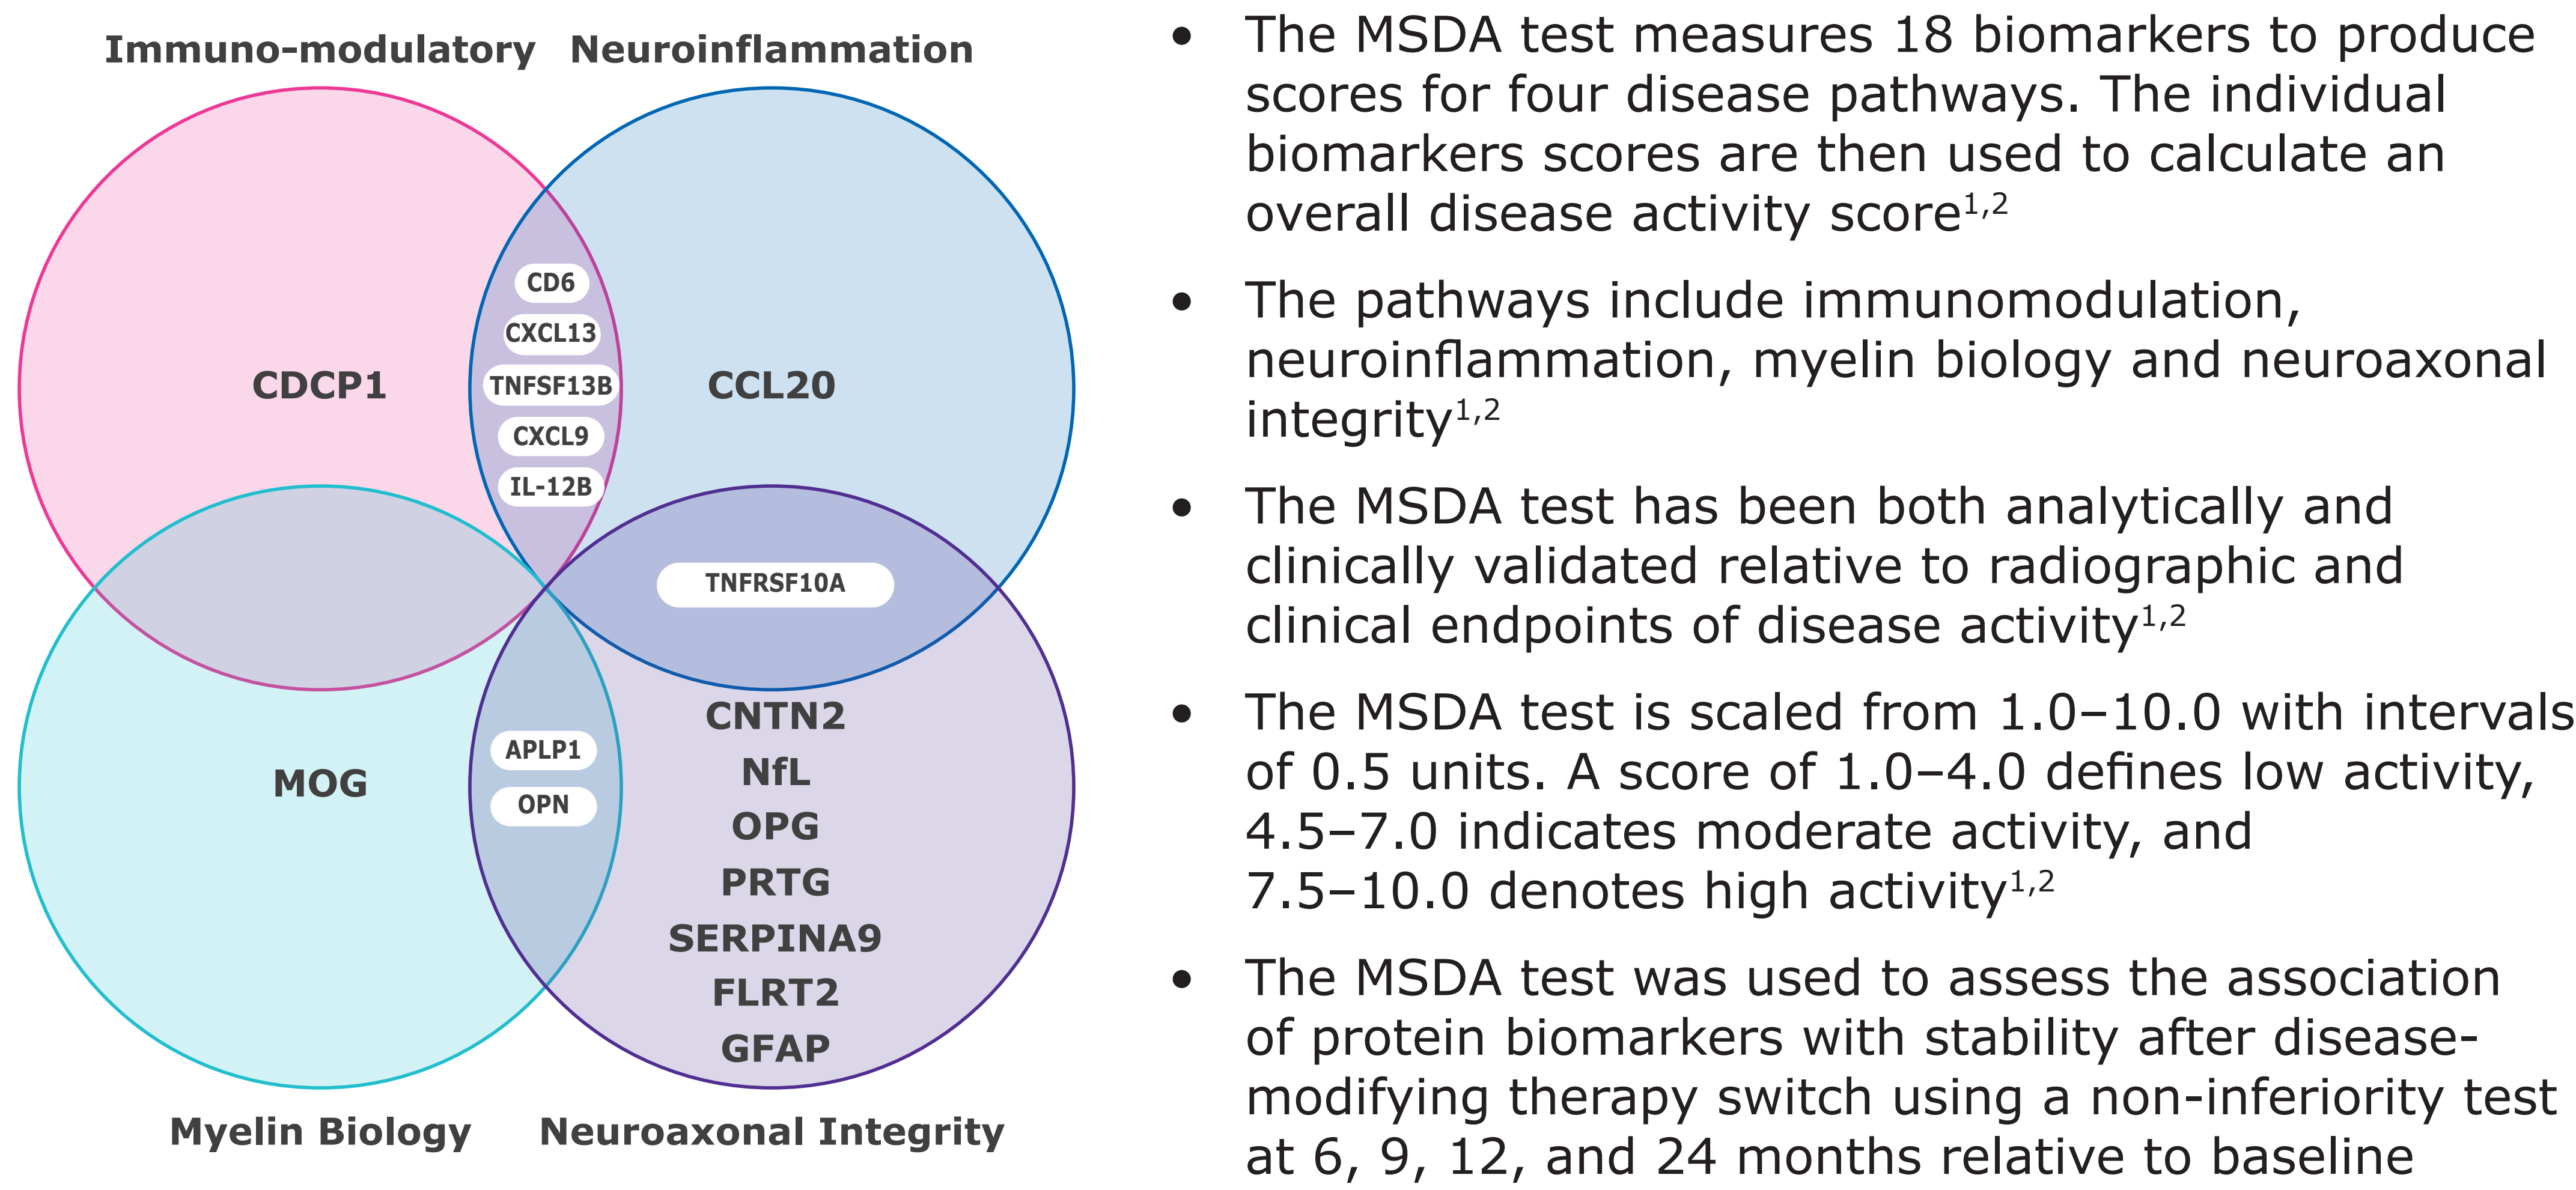 Immuno-modulatory
Neuroinflammation
CDCP1
CD6
CXCL13
TNFSF13B
CXCL9
IL-12B
CCL20
TNFRSF10A
MOG
APLP1
OPN
CNTN2
NfL
OPG
PRTG
SERPINA9
FLRT2
GFAP
Myelin Biology
Neuroaxonal Integrity
• The MSDA test measures 18 biomarkers to produce
scores for four disease pathways. The individual
biomarkers scores are then used to calculate an
overall disease activity score1,2
• The pathways include immunomodulation,
neuroinflammation, myelin biology and neuroaxonal
integrity1,2
• The MSDA test has been both analytically and
clinically validated relative to radiographic and
clinical endpoints of disease activity1,2
• The MSDA test is scaled from 1.0–10.0 with intervals
of 0.5 units. A score of 1.0–4.0 defines low activity,
4.5–7.0 indicates moderate activity, and
7.5–10.0 denotes high activity1,2
• The MSDA test was used to assess the association
of protein biomarkers with stability after disease-
modifying therapy switch using a non-inferiority test
at 6, 9, 12, and 24 months relative to baseline